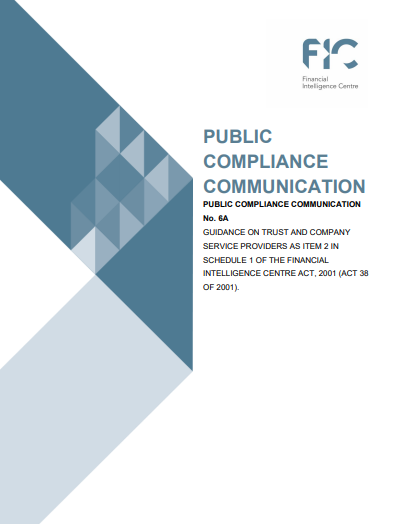 FIC
Financial
Intelligence Centre
PUBLIC
COMPLIANCE
COMMUNICATION
PUBLIC COMPLIANCE COMMUNICATION
No. 6A
GUIDANCE ON TRUST AND COMPANY
SERVICE PROVIDERS AS ITEM 2 IN
SCHEDULE 1 OF THE FINANCIAL
INTELLIGENCE CENTRE ACT, 2001 (ACT 38
OF 2001).